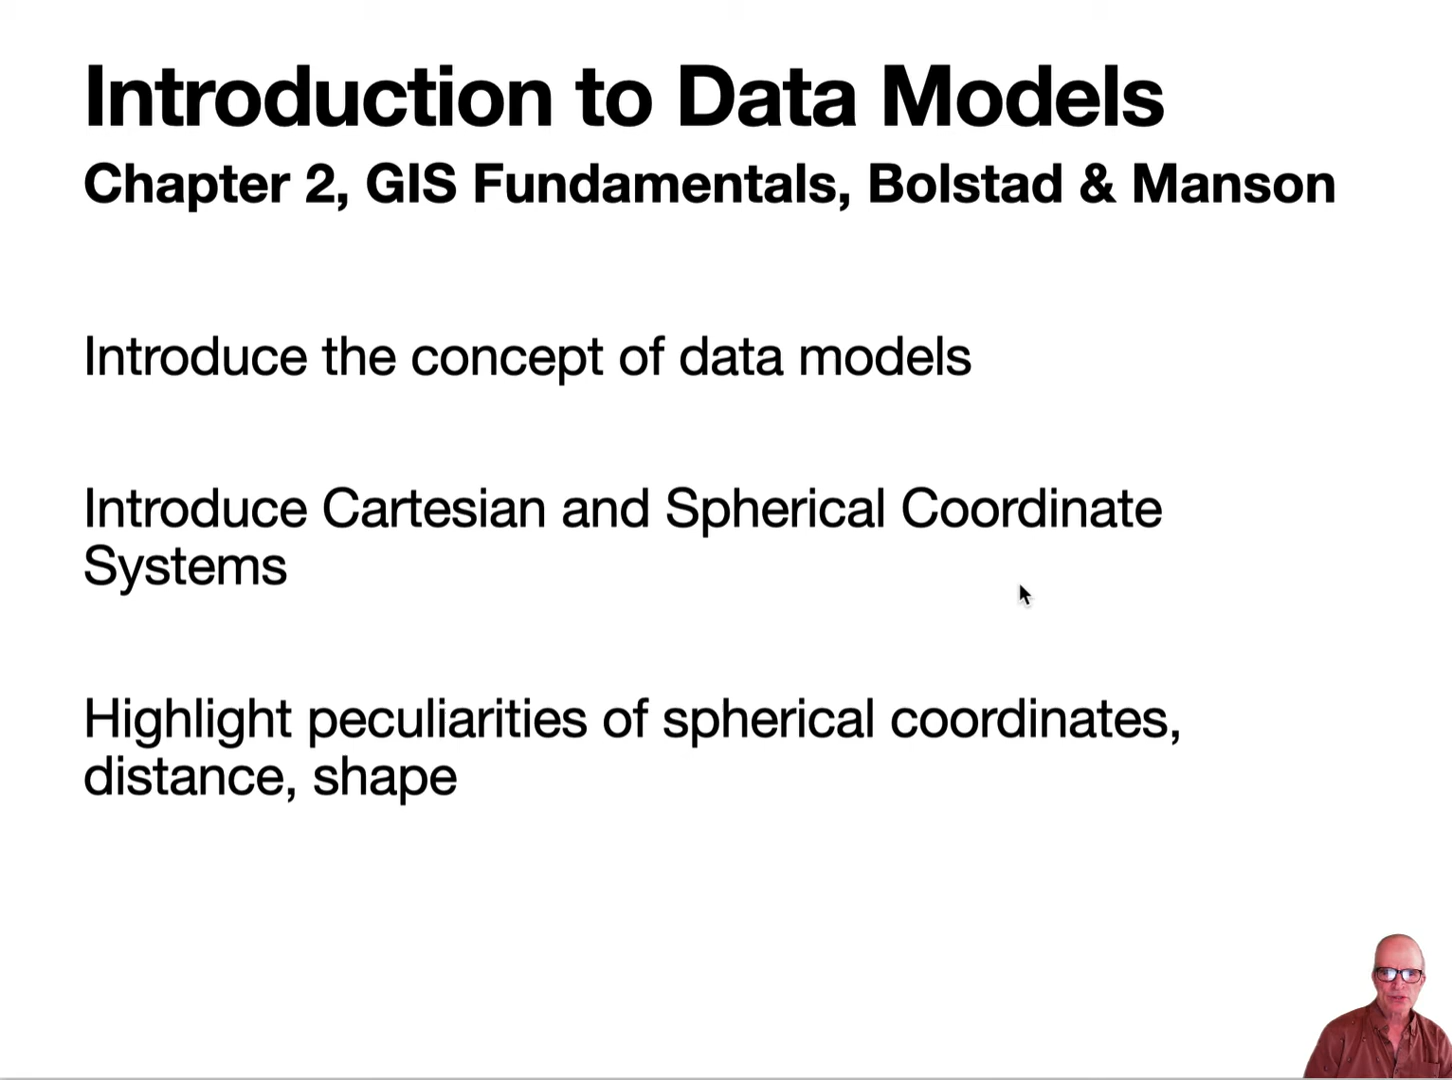 Introduction to Data Models
Chapter 2, GIS Fundamentals, Bolstad & Manson
Introduce the concept of data models
Introduce Cartesian and Spherical Coordinate
Systems
Highlight peculiarities of spherical coordinates,
distance, shape